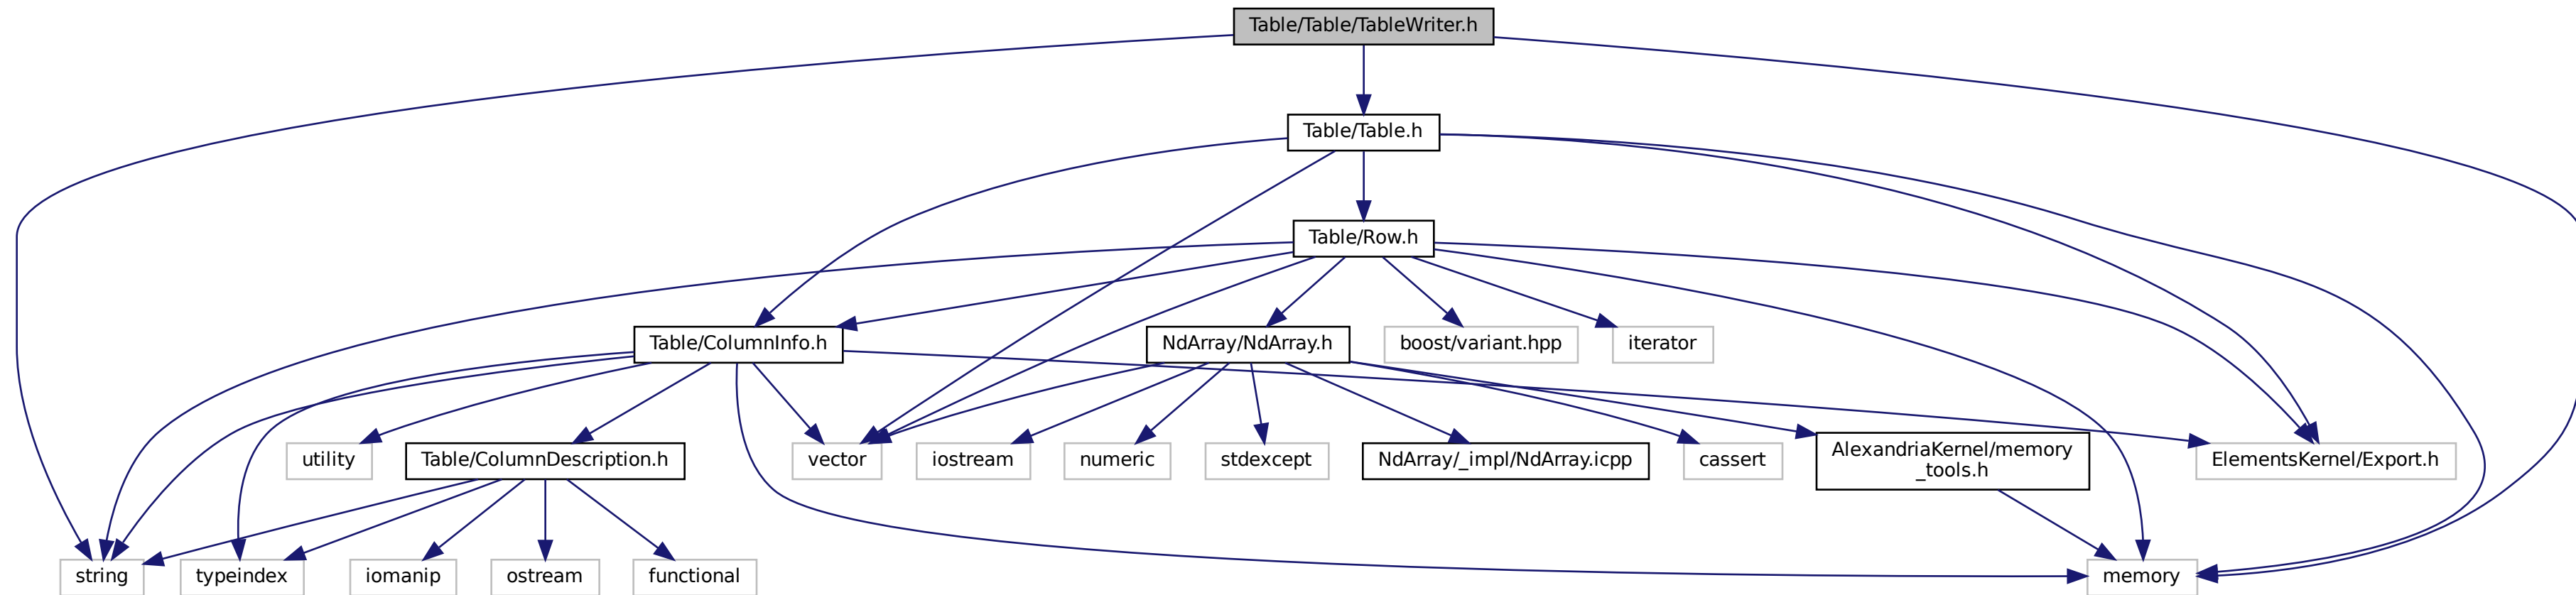 Table/Table/TableWriter.h
Table/Table.h
Table/Row.h
Table/ColumnInfo.h
NdArray/NdArray.h
boost/variant.hpp
iterator
utility
Table/ColumnDescription.h
vector
iostream
numeric
stdexcept
NdArray/_impl/NdArray.icpp
cassert
AlexandriaKernel/memory
_tools.h
ElementsKernel/Export.h
string
typeindex
iomanip
ostream
functional
memory